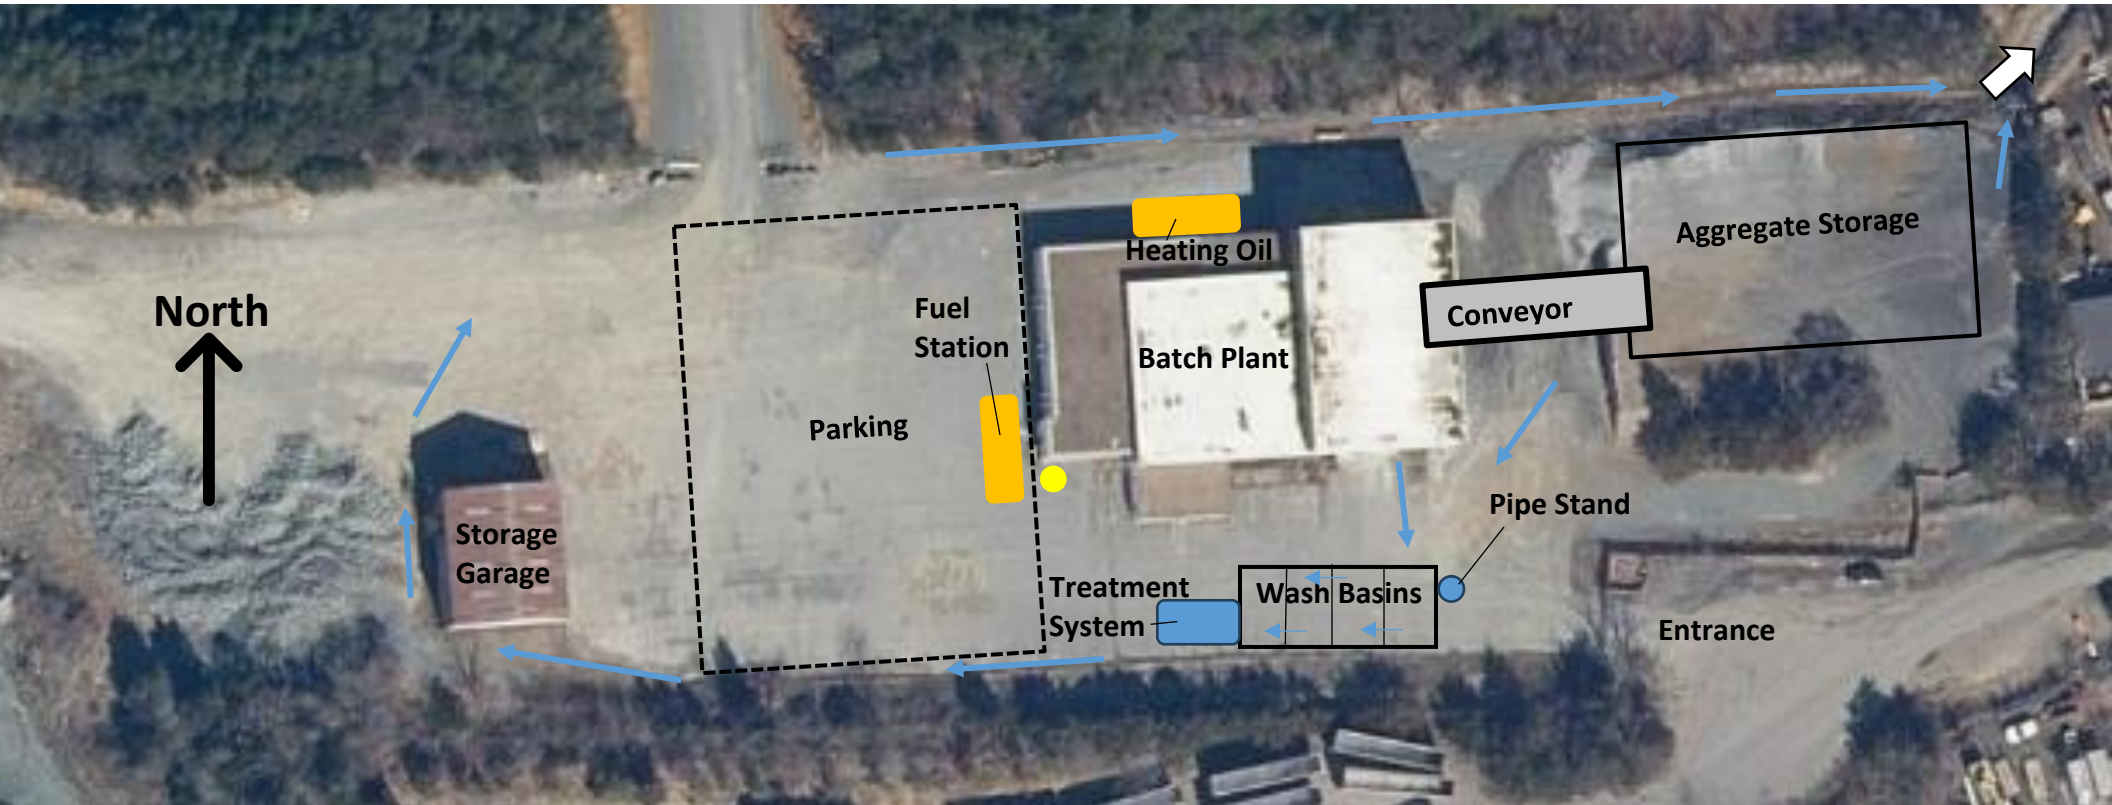 North
Fuel
Station
Heating Oil
Aggregate Storage
Conveyor
Batch Plant
Parking
Storage
Garage
Pipe Stand
Treatment
System
Wash Basins
Entrance